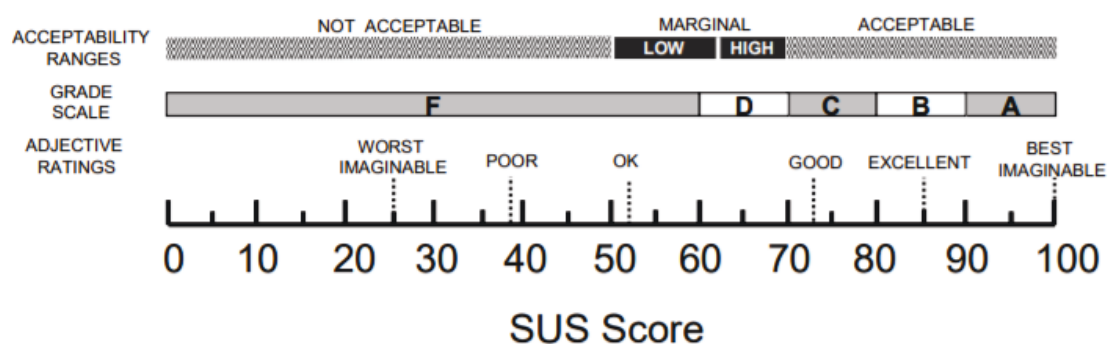 NOT ACCEPTABLE MARGINAL ACCEPTABLE
ACCEPTABILITY RANGES
LOW HIGH
GRADE SCALE
F D C B A
ADJECTIVE RATINGS
WORST IMAGINABLE
POOR
OK
GOOD
EXCELLENT
BEST IMAGINABLE
0 10 20 30 40 50 60 70 80 90 100
SUS Score